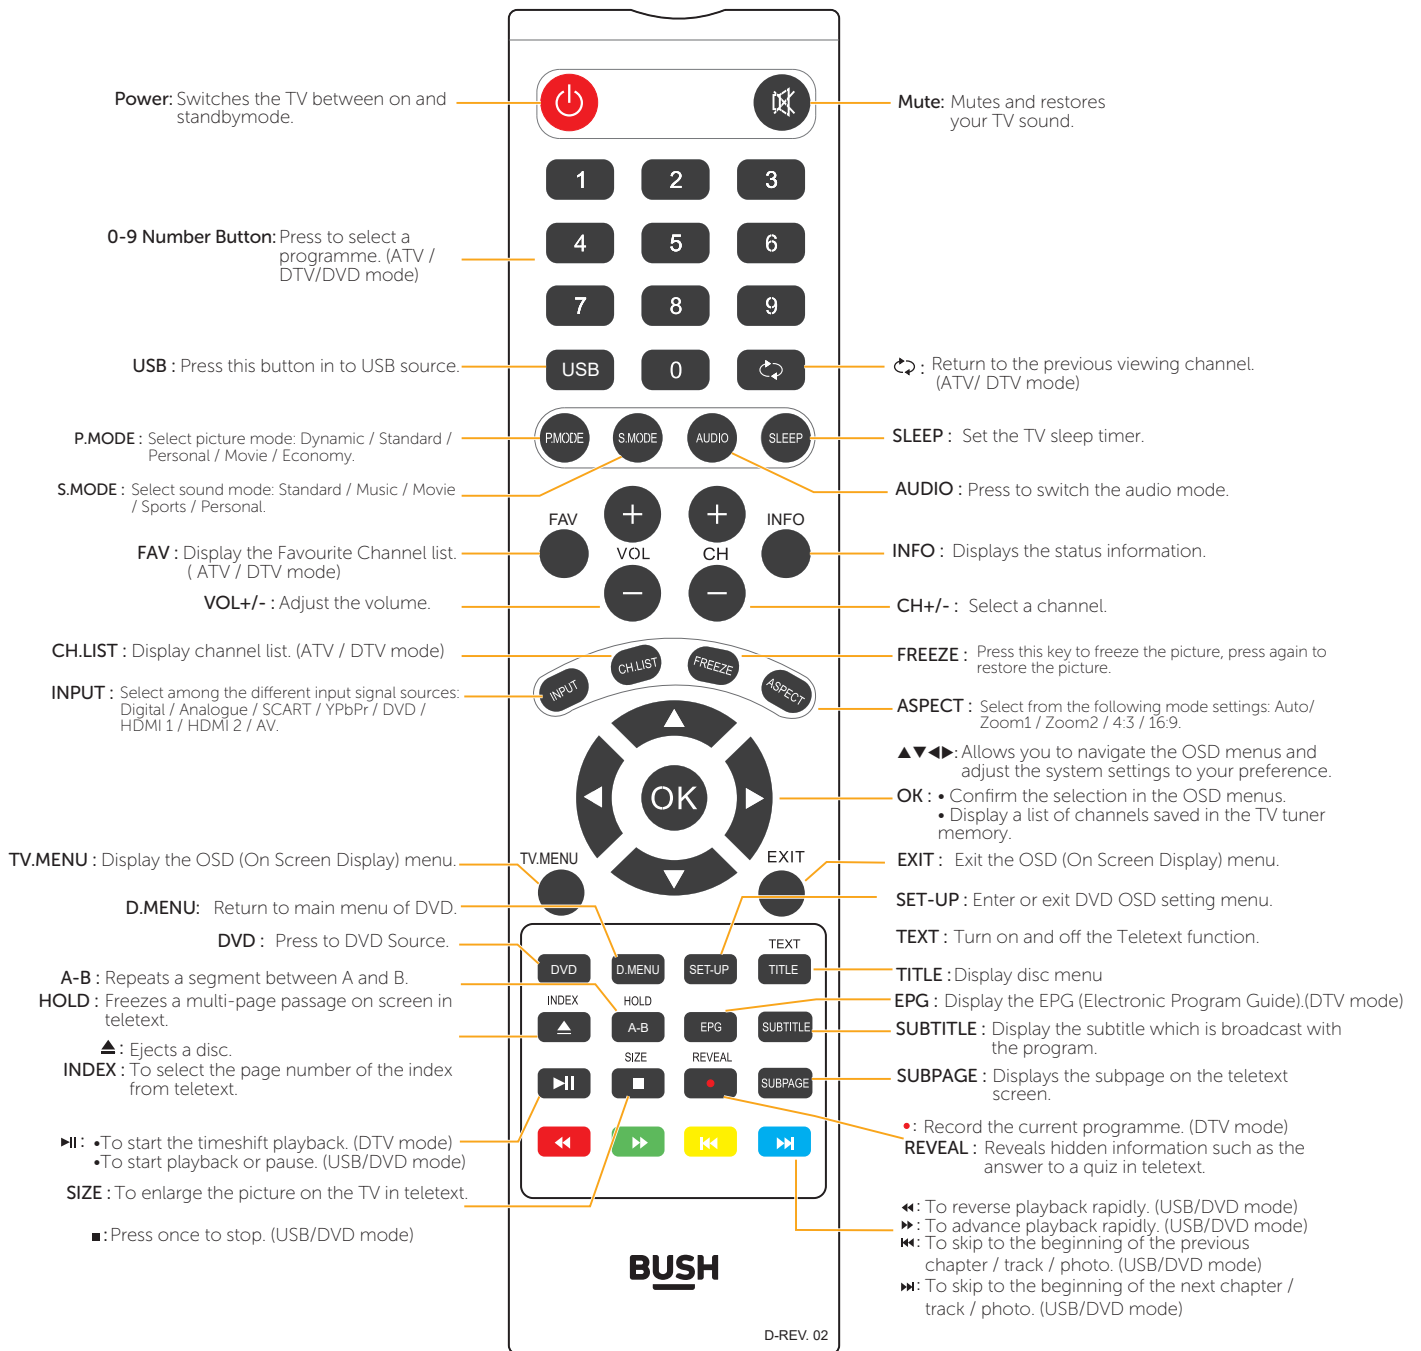 Power: Switches the TV between on and
standbymode.
Mute: Mutes and restores
your TV sound.
1 2 3
0-9 Number Button: Press to select a
programme. (ATV /
DTV/DVD mode)
4 5 6
7 8 9
USB : Press this button in to USB source.
USB 0
: Return to the previous viewing channel.
(ATV/ DTV mode)
P.MODE : Select picture mode: Dynamic / Standard /
Personal / Movie / Economy.
P.MODE S.MODE AUDIO SLEEP
SLEEP : Set the TV sleep timer.
S.MODE : Select sound mode: Standard / Music / Movie
/ Sports / Personal.
AUDIO : Press to switch the audio mode.
FAV + + INFO
VOL CH
− −
FAV : Display the Favourite Channel list.
( ATV / DTV mode)
INFO : Displays the status information.
VOL+/- : Adjust the volume.
CH+/- : Select a channel.
CH.LIST : Display channel list. (ATV / DTV mode)
INPUT CH.LIST FREEZE ASPECT
FREEZE : Press this key to freeze the picture, press again to
restore the picture.
INPUT : Select among the different input signal sources:
Digital / Analogue / SCART / YPbPr / DVD /
HDMI 1 / HDMI 2 / AV.
ASPECT : Select from the following mode settings: Auto/
Zoom1 / Zoom2 / 4:3 / 16:9.
▲▼◀▶: Allows you to navigate the OSD menus and
adjust the system settings to your preference.
OK
OK : • Confirm the selection in the OSD menus.
• Display a list of channels saved in the TV tuner
memory.
TV.MENU : Display the OSD (On Screen Display) menu.
TV.MENU EXIT
EXIT : Exit the OSD (On Screen Display) menu.
D.MENU: Return to main menu of DVD.
SET-UP : Enter or exit DVD OSD setting menu.
DVD : Press to DVD Source.
TEXT
TEXT : Turn on and off the Teletext function.
DVD D.MENU SET-UP TITLE
A-B : Repeats a segment between A and B.
TITLE : Display disc menu
HOLD : Freezes a multi-page passage on screen in
teletext.
INDEX HOLD
EPG : Display the EPG (Electronic Program Guide).(DTV mode)
A-B EPG SUBTITLE
SUBTITLE : Display the subtitle which is broadcast with
the program.
⏏ : Ejects a disc.
SIZE REVEAL
INDEX : To select the page number of the index
from teletext.
SUBPAGE
SUBPAGE : Displays the subpage on the teletext
screen.
▶II : •To start the timeshift playback. (DTV mode)
•To start playback or pause. (USB/DVD mode)
●: Record the current programme. (DTV mode)
REVEAL : Reveals hidden information such as the
answer to a quiz in teletext.
SIZE : To enlarge the picture on the TV in teletext.
■ : Press once to stop. (USB/DVD mode)
◀◀ : To reverse playback rapidly. (USB/DVD mode)
▶▶ : To advance playback rapidly. (USB/DVD mode)
I◀◀ : To skip to the beginning of the previous
chapter / track / photo. (USB/DVD mode)
▶▶I : To skip to the beginning of the next chapter /
track / photo. (USB/DVD mode)
BUSH
D-REV. 02